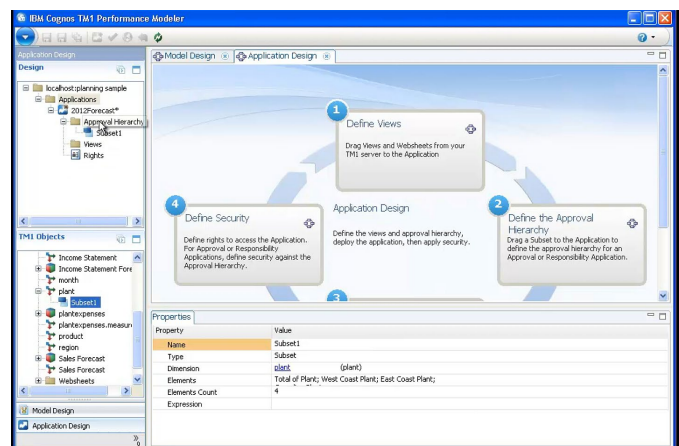 IBM Cognos TM1 Performance Modeler
Application Design
Design
localhost:planning sample
Applications
2012Forecast*
Approval Hierarchy
Subset1
Views
Rights
TM1 Objects
Income Statement
Income Statement Fore
month
plant
Subset1
plantexpenses
plantexpenses.measure
product
region
Sales Forecast
Sales Forecast
Websheets
Model Design
Application Design
Model Design
Application Design
1
Define Views
Drag Views and Websheets from your
TM1 server to the Application
4
Define Security
Define rights to access the Application.
For Approval or Responsibility
Applications, define security against the
Approval Hierarchy.
Application Design
Define the views and approval hierarchy,
deploy the application, then apply security.
2
Define the Approval
Hierarchy
Drag a Subset to the Application to
define the approval hierarchy for an
Approval or Responsibility Application.
3
Properties
Property Value
Name Subset1
Type Subset
Dimension plant (plant)
Elements Total of Plant; West Coast Plant; East Coast Plant;
Elements Count 4
Expression